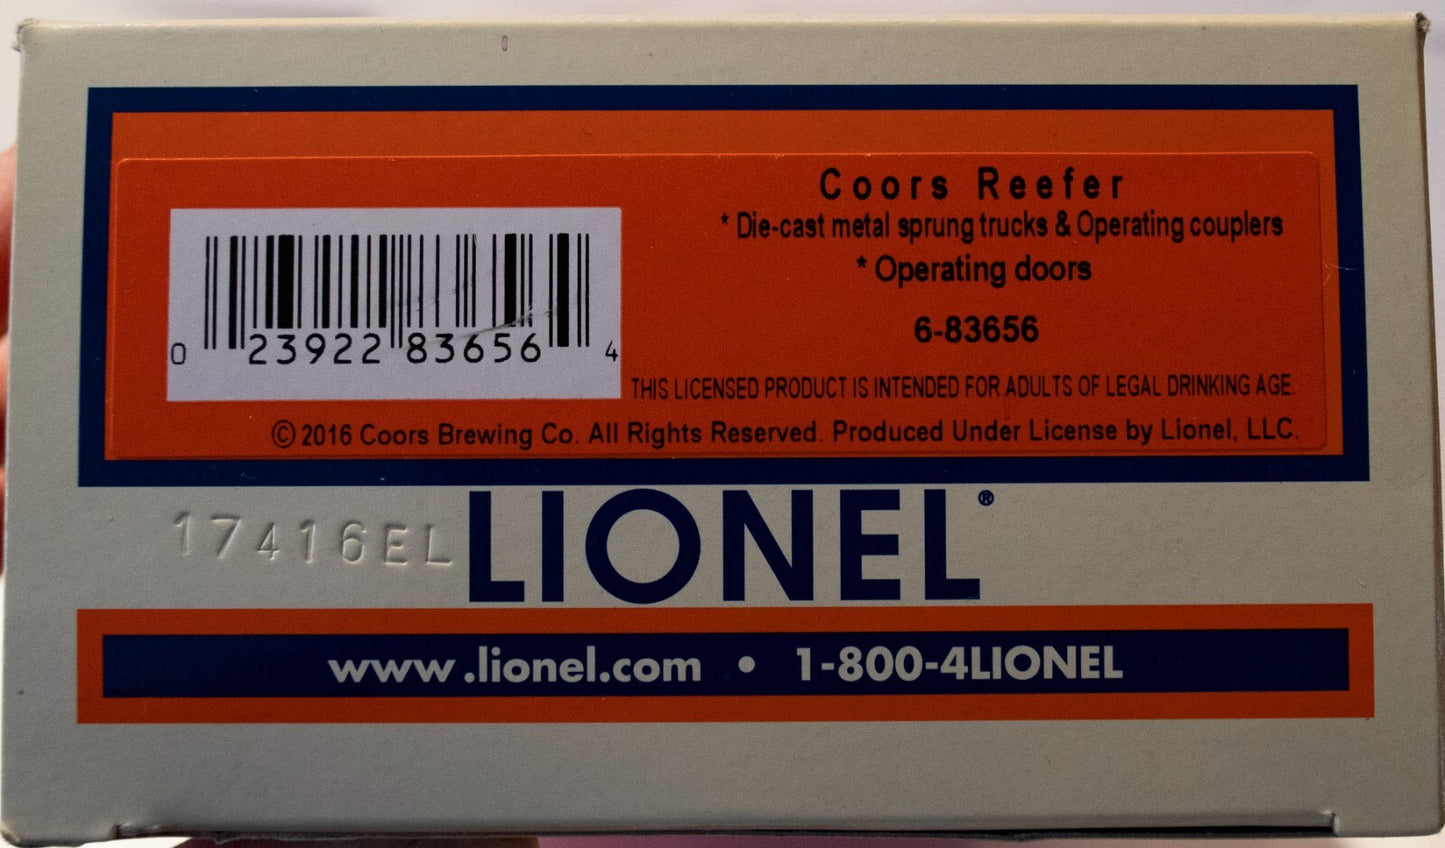 Coors Reefer
* Die-cast metal sprung trucks & Operating couplers
* Operating doors
6-83656
0 23922 83656 4
THIS LICENSED PRODUCT IS INTENDED FOR ADULTS OF LEGAL DRINKING AGE.
© 2016 Coors Brewing Co. All Rights Reserved. Produced Under License by Lionel, LLC.
17416EL
LIONEL®
www.lionel.com • 1-800-4LIONEL